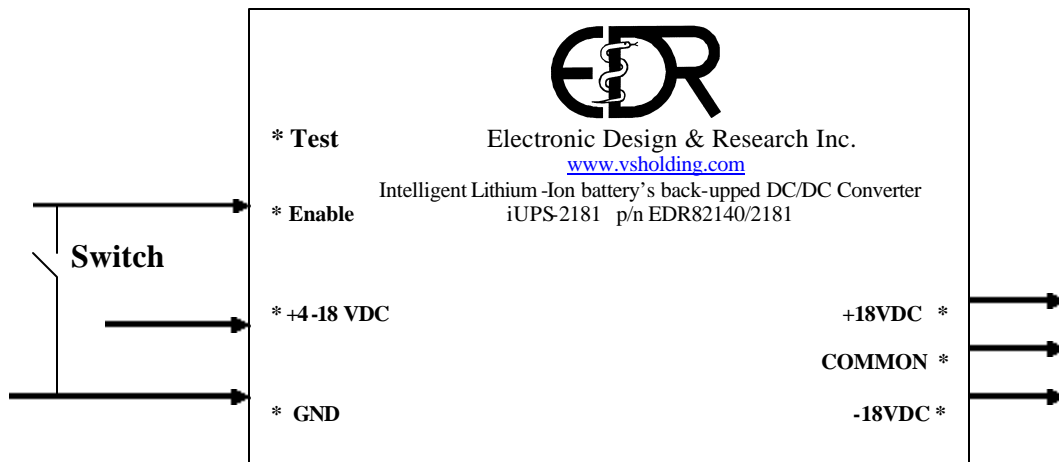 EDR
* Test
Electronic Design & Research Inc.
www.vsholding.com
Intelligent Lithium -Ion battery's back-upped DC/DC Converter
* Enable
iUPS-2181 p/n EDR82140/2181
Switch
* +4-18 VDC
+18VDC *
COMMON *
* GND
-18VDC *